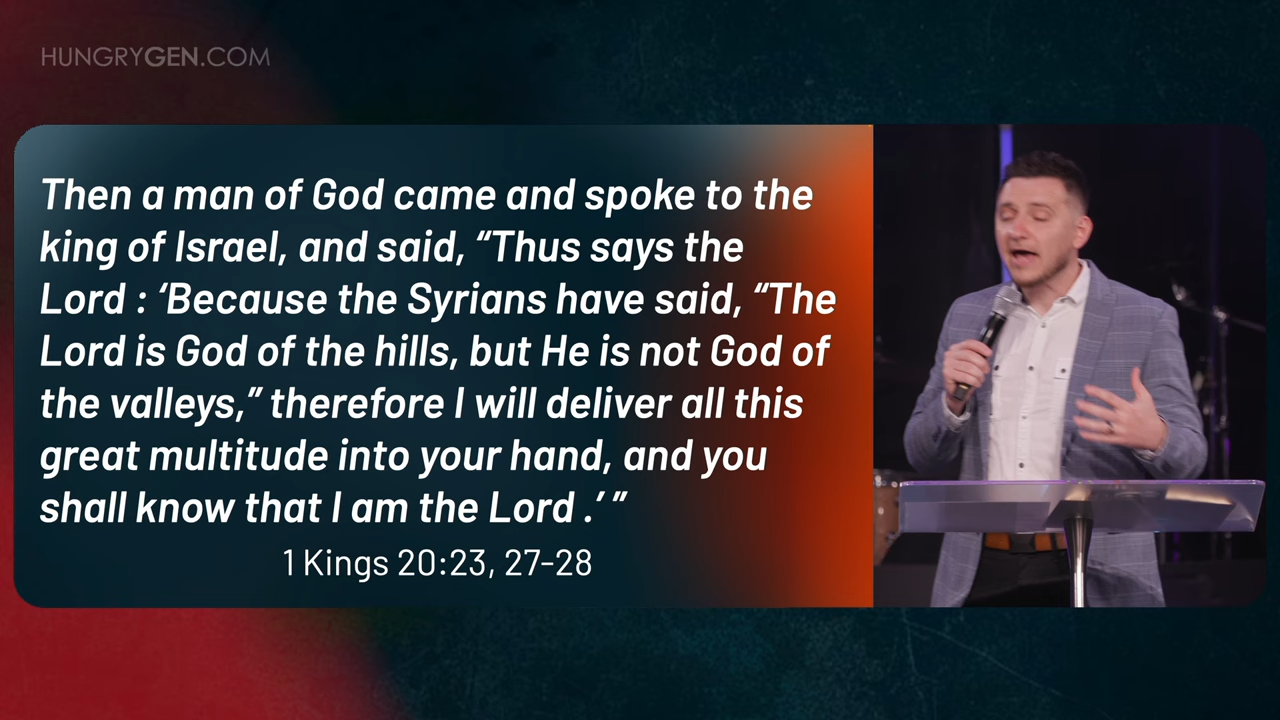 HUNGRYGEN.COM
Then a man of God came and spoke to the
king of Israel, and said, “Thus says the
Lord : ‘Because the Syrians have said, “The
Lord is God of the hills, but He is not God of
the valleys,” therefore I will deliver all this
great multitude into your hand, and you
shall know that I am the Lord .’ ”
1 Kings 20:23, 27-28